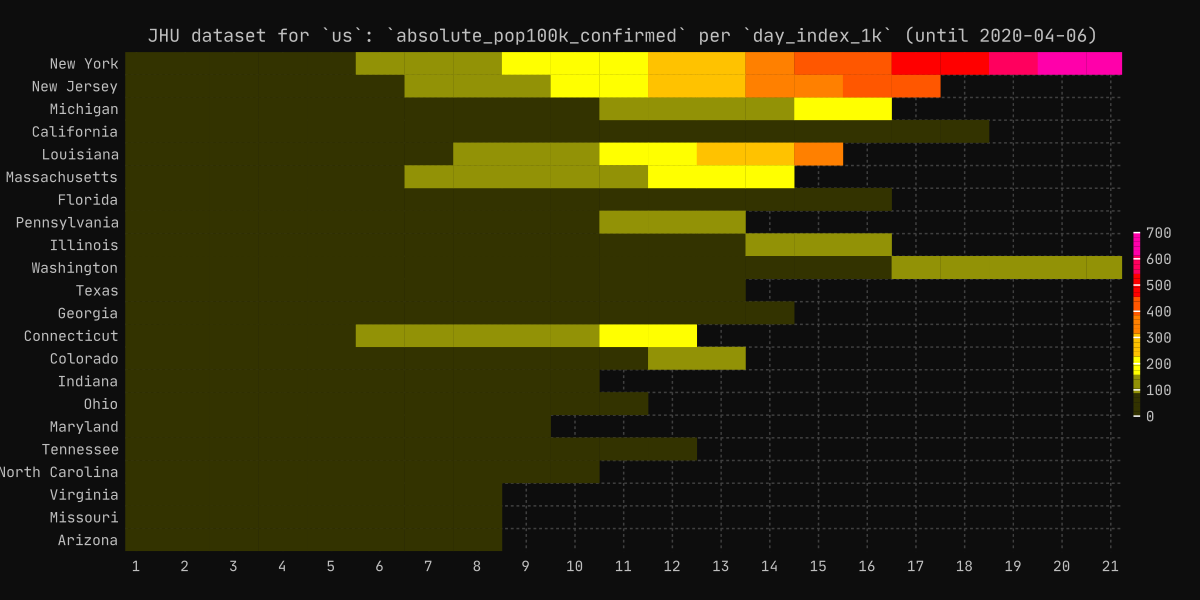 JHU dataset for `us`: `absolute_pop100k_confirmed` per `day_index_1k` (until 2020-04-06)
New York
New Jersey
Michigan
California
Louisiana
Massachusetts
Florida
Pennsylvania
Illinois
Washington
Texas
Georgia
Connecticut
Colorado
Indiana
Ohio
Maryland
Tennessee
North Carolina
Virginia
Missouri
Arizona
1 2 3 4 5 6 7 8 9 10 11 12 13 14 15 16 17 18 19 20 21
700
600
500
400
300
200
100
0